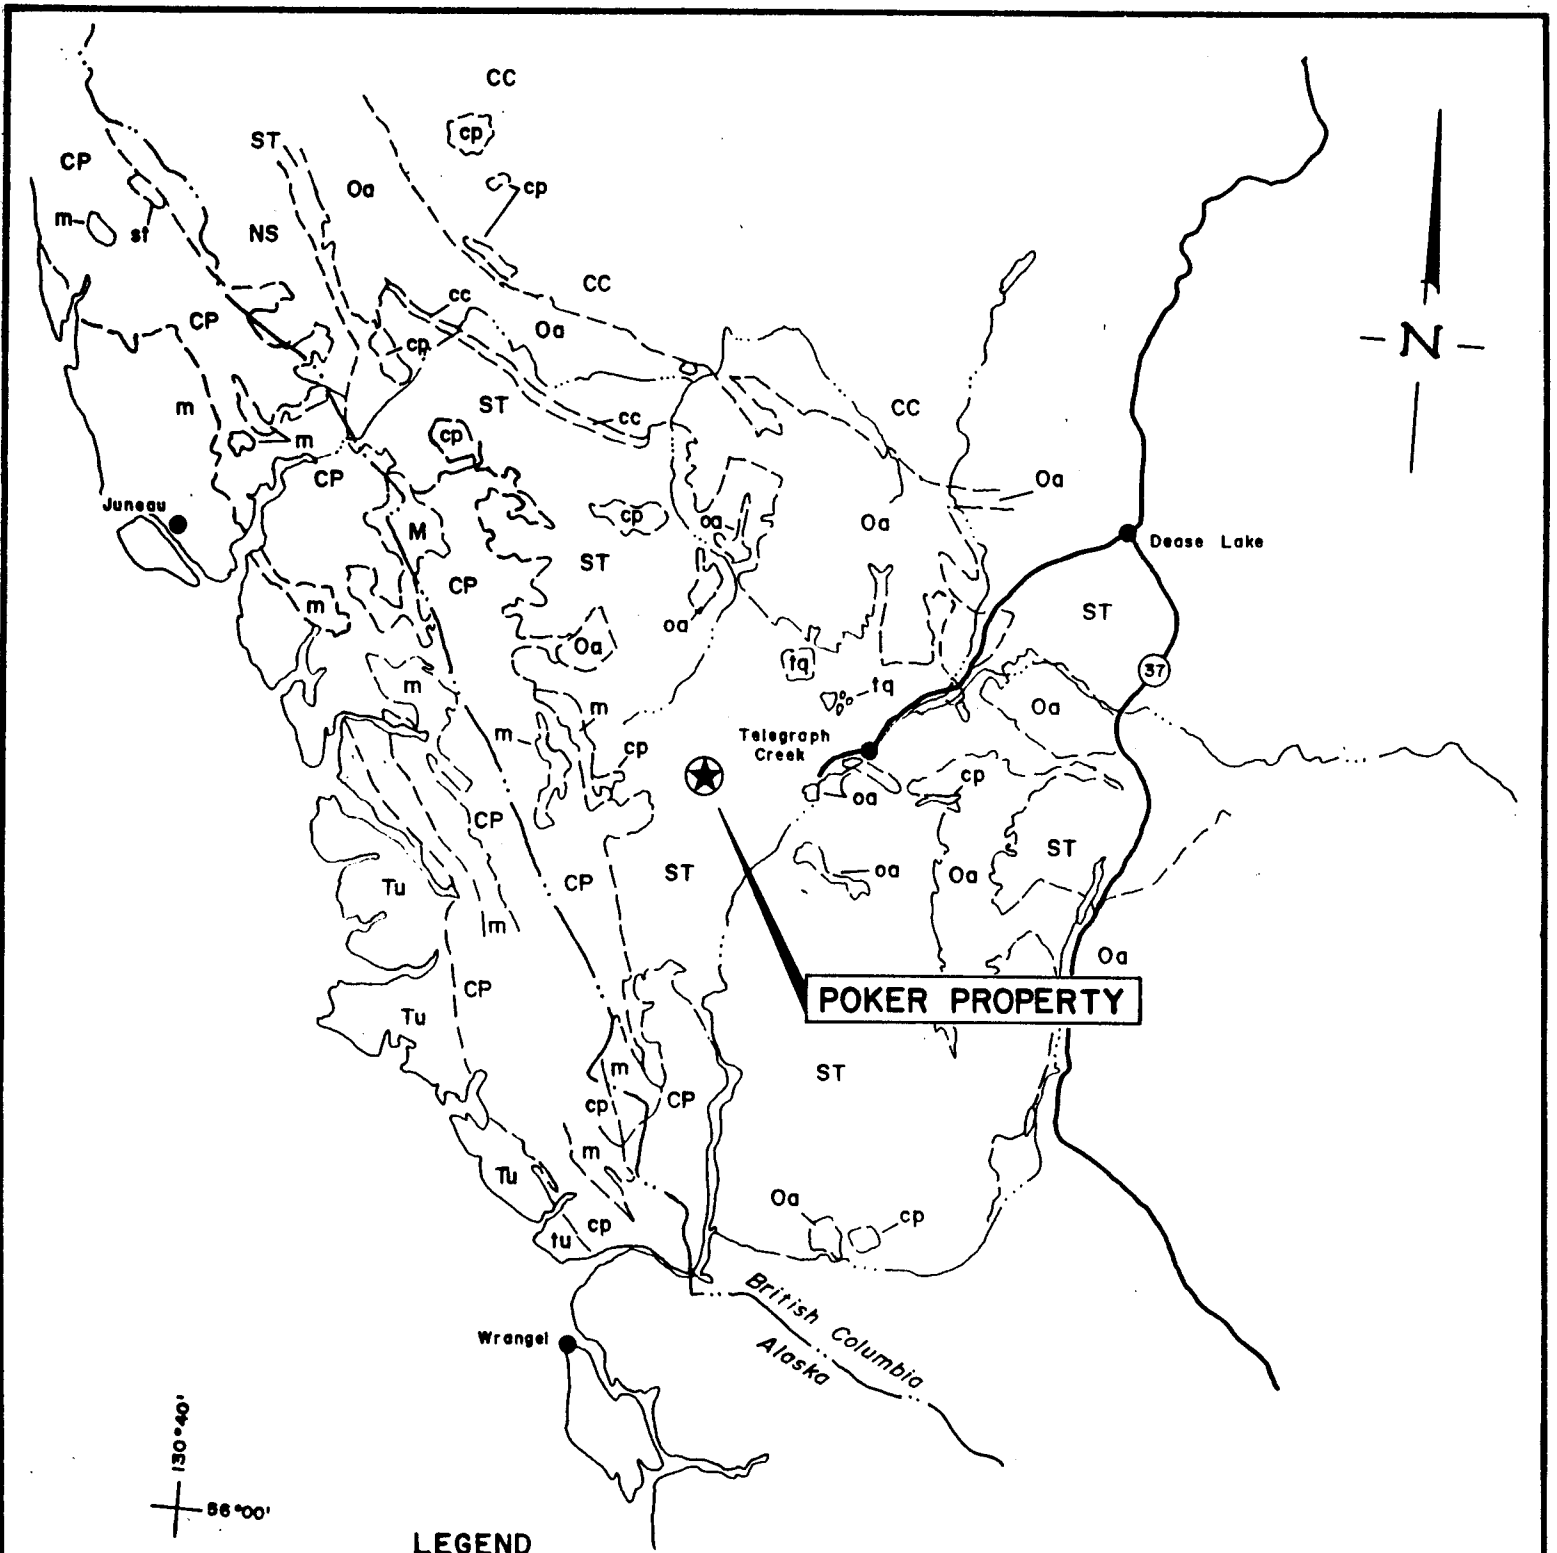 CC
cp
ST
CP
Oa
cp
m
st
NS
CC
cc
CP
Oa
cp
ST
m
CC
cc
cp
m
CP
Oa
Juneau
cp
oa
Oa
M
Dease Lake
ST
CP
m
ST
oa
Oa
tq
37
m
tq
Oa
m
m
Telegraph
Creek
cp
cp
oa
CP
ST
ST
oa
Oa
CP
Tu
m
Oa
CP
POKER PROPERTY
Tu
m
ST
cp
CP
m
Tu
Oa
cp
cp
tu
British Columbia
Alaska
Wrangel
130°40'
56°00'
N
LEGEND